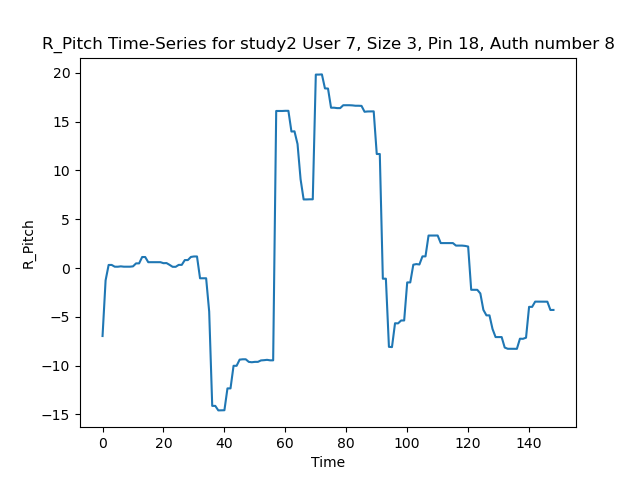 R_Pitch Time-Series for study2 User 7, Size 3, Pin 18, Auth number 8
20
15
10
5
0
−5
−10
−15
R_Pitch
0 20 40 60 80 100 120 140
Time